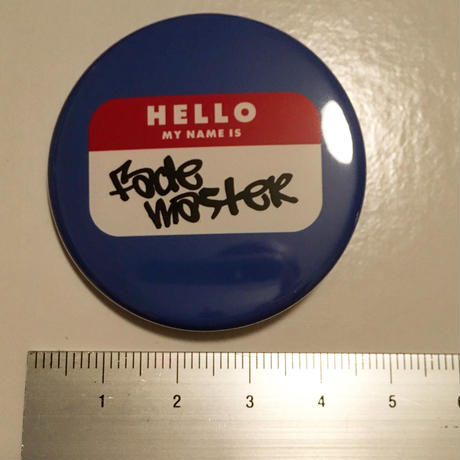 HELLO
MY NAME IS
Fade
master
1 2 3 4 5